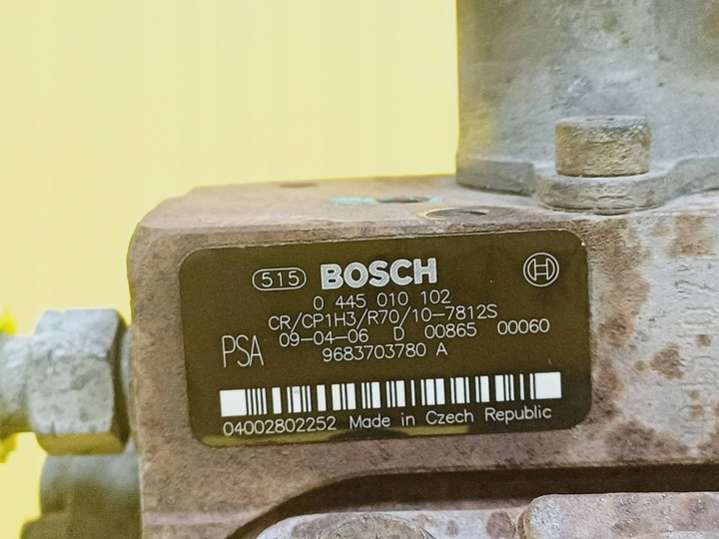 515 BOSCH
0 445 010 102
CR/CP1H3/R70/10-7812S
09-04-06 D 00865 00060
PSA 9683703780 A
04002802252 Made in Czech Republic